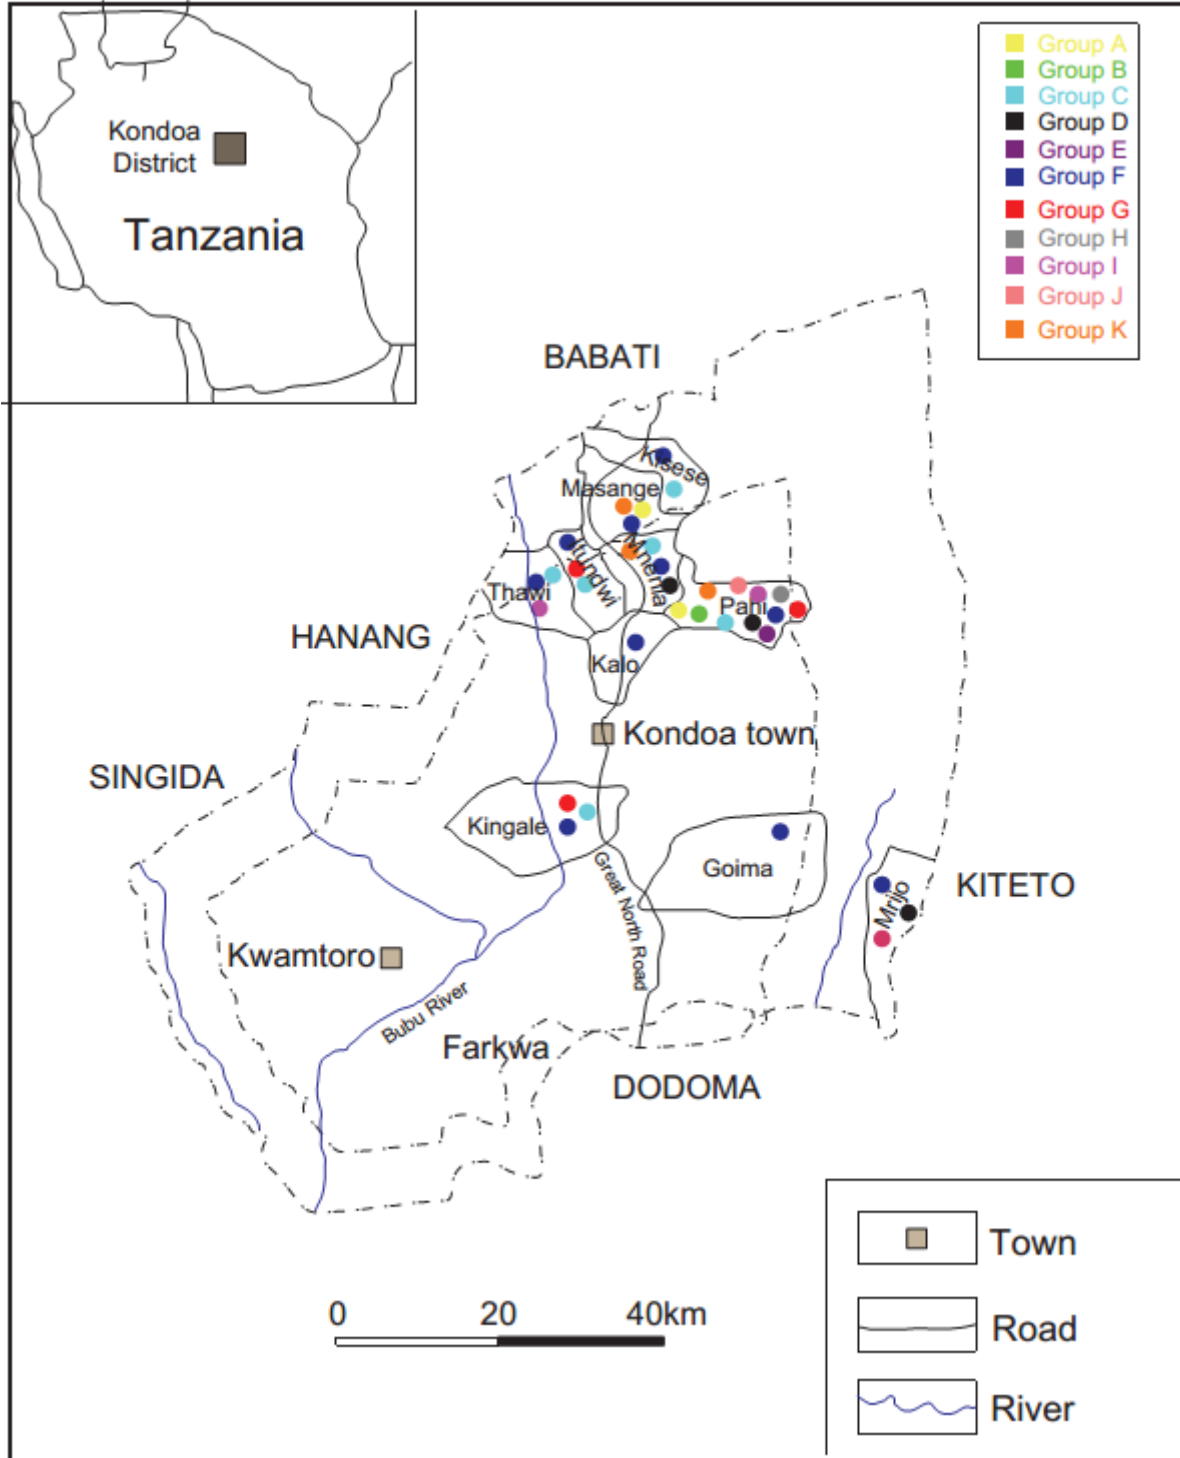 Kondoa
District
Tanzania
Group A
Group B
Group C
Group D
Group E
Group F
Group G
Group H
Group I
Group J
Group K
BABATI
Kisese
Masange
Mnenia
Itundwi
Thawi
Pahi
HANANG
Kalo
Kondoa town
SINGIDA
Kingale
Great North Road
Goima
Mrijo
KITETO
Kwamtoro
Bubu River
Farkwa
DODOMA
0 20 40km
Town
Road
River